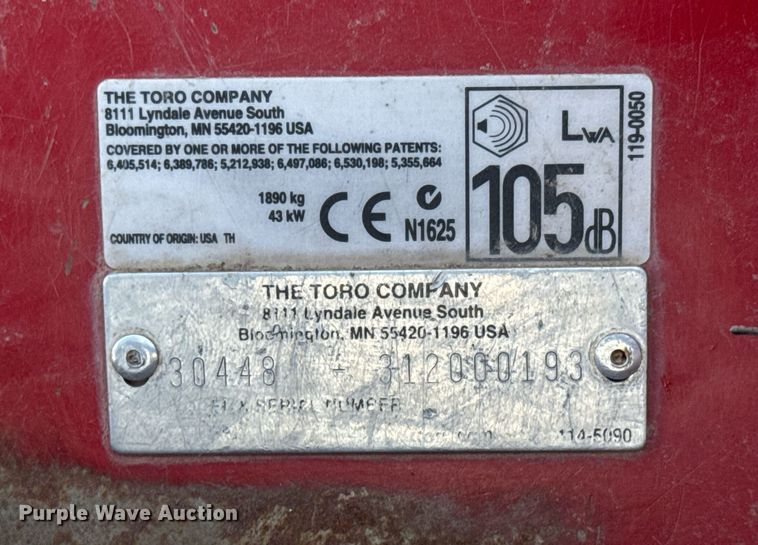 THE TORO COMPANY
8111 Lyndale Avenue South
Bloomington, MN 55420-1196 USA
COVERED BY ONE OR MORE OF THE FOLLOWING PATENTS:
6,405,514; 6,389,786; 5,212,938; 6,497,086; 6,530,198; 5,355,664
1890 kg
43 kW
CE
N1625
COUNTRY OF ORIGIN: USA TH
LWA
105dB
119-0050
THE TORO COMPANY
8111 Lyndale Avenue South
Bloomington, MN 55420-1196 USA
30448 - 312000193
SERIAL NUMBER
114-5090
Purple Wave Auction